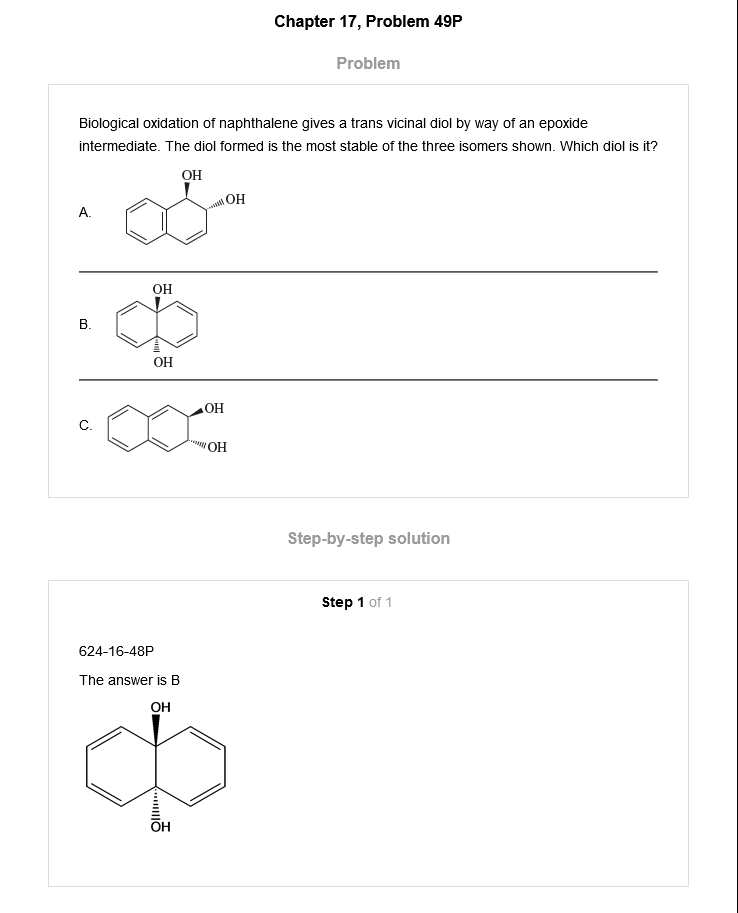 Chapter 17, Problem 49P
Problem
Biological oxidation of naphthalene gives a trans vicinal diol by way of an epoxide
intermediate. The diol formed is the most stable of the three isomers shown. Which diol is it?
OH
OH
A.
OH
B.
OH
OH
C.
OH
Step-by-step solution
Step 1 of 1
624-16-48P
The answer is B
OH
OH